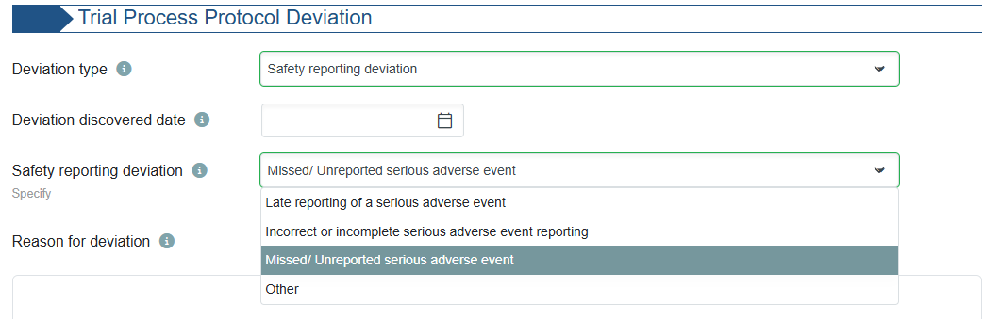 Trial Process Protocol Deviation
Deviation type
Safety reporting deviation
Deviation discovered date
Safety reporting deviation
Missed/ Unreported serious adverse event
Specify
Late reporting of a serious adverse event
Incorrect or incomplete serious adverse event reporting
Reason for deviation
Missed/ Unreported serious adverse event
Other